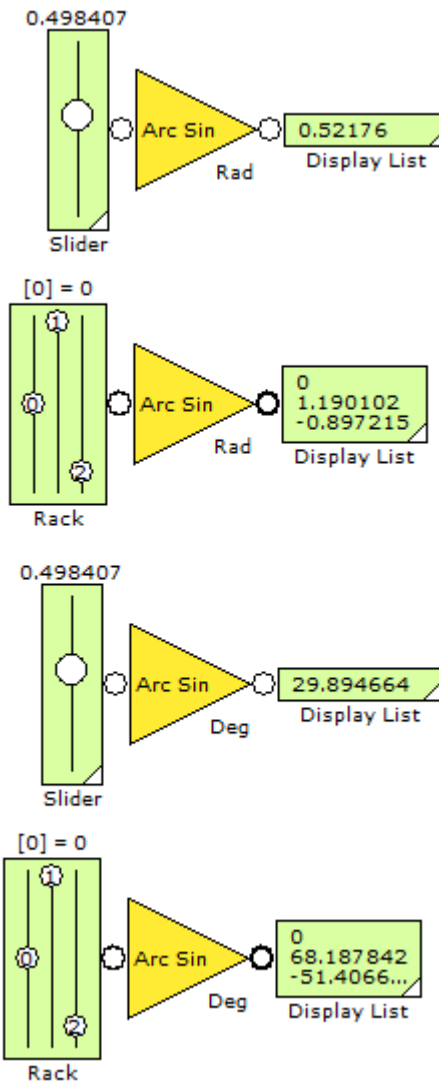 0.498407
Arc Sin
0.52176
Rad
Display List
Slider
[0] = 0
1
0
Arc Sin
2
0
1.190102
-0.897215
Rad
Display List
Rack
0.498407
Arc Sin
29.894664
Deg
Display List
Slider
[0] = 0
1
0
Arc Sin
2
0
68.187842
-51.4066...
Deg
Display List
Rack